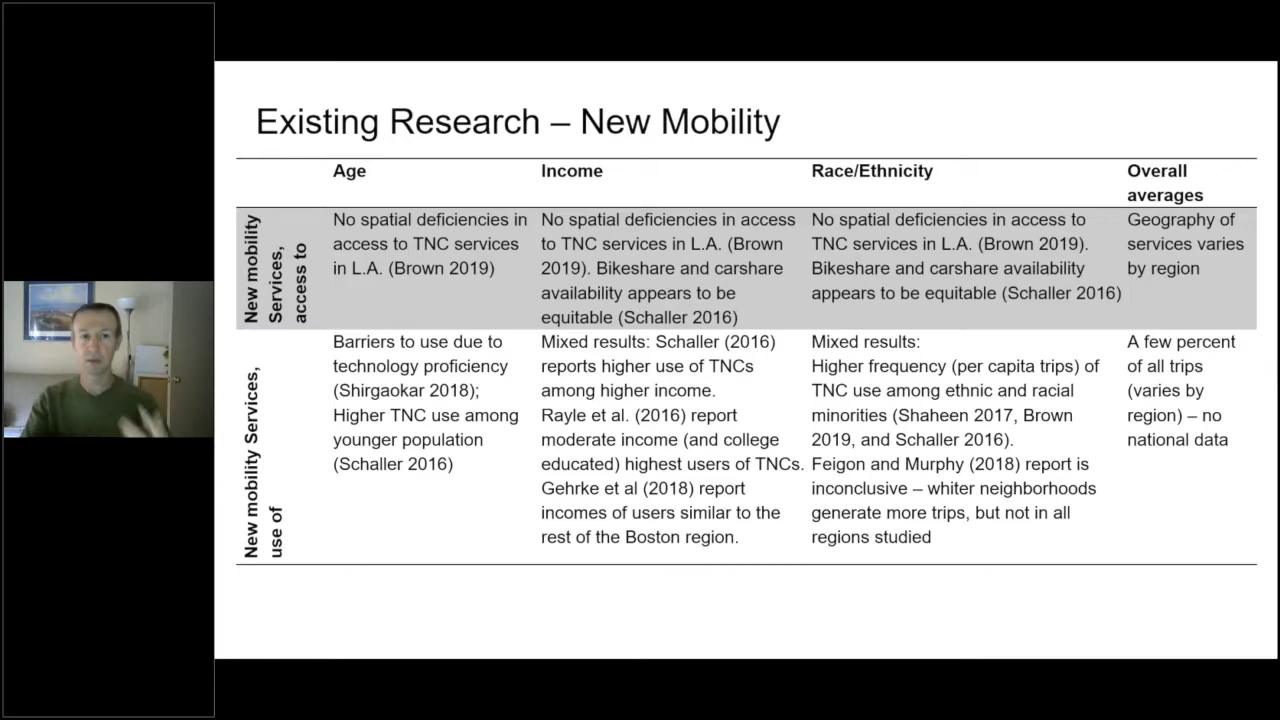 Existing Research – New Mobility
Age
Income
Race/Ethnicity
Overall
averages
New mobility
Services,
access to
No spatial deficiencies in
access to TNC services
in L.A. (Brown 2019)
No spatial deficiencies in access
to TNC services in L.A. (Brown
2019). Bikeshare and carshare
availability appears to be
equitable (Schaller 2016)
No spatial deficiencies in access to
TNC services in L.A. (Brown 2019).
Bikeshare and carshare availability
appears to be equitable (Schaller 2016)
Geography of
services varies
by region
New mobility Services,
use of
Barriers to use due to
technology proficiency
(Shirgaokar 2018);
Higher TNC use among
younger population
(Schaller 2016)
Mixed results: Schaller (2016)
reports higher use of TNCs
among higher income.
Rayle et al. (2016) report
moderate income (and college
educated) highest users of TNCs.
Gehrke et al (2018) report
incomes of users similar to the
rest of the Boston region.
Mixed results:
Higher frequency (per capita trips) of
TNC use among ethnic and racial
minorities (Shaheen 2017, Brown
2019, and Schaller 2016).
Feigon and Murphy (2018) report is
inconclusive – whiter neighborhoods
generate more trips, but not in all
regions studied
A few percent
of all trips
(varies by
region) – no
national data